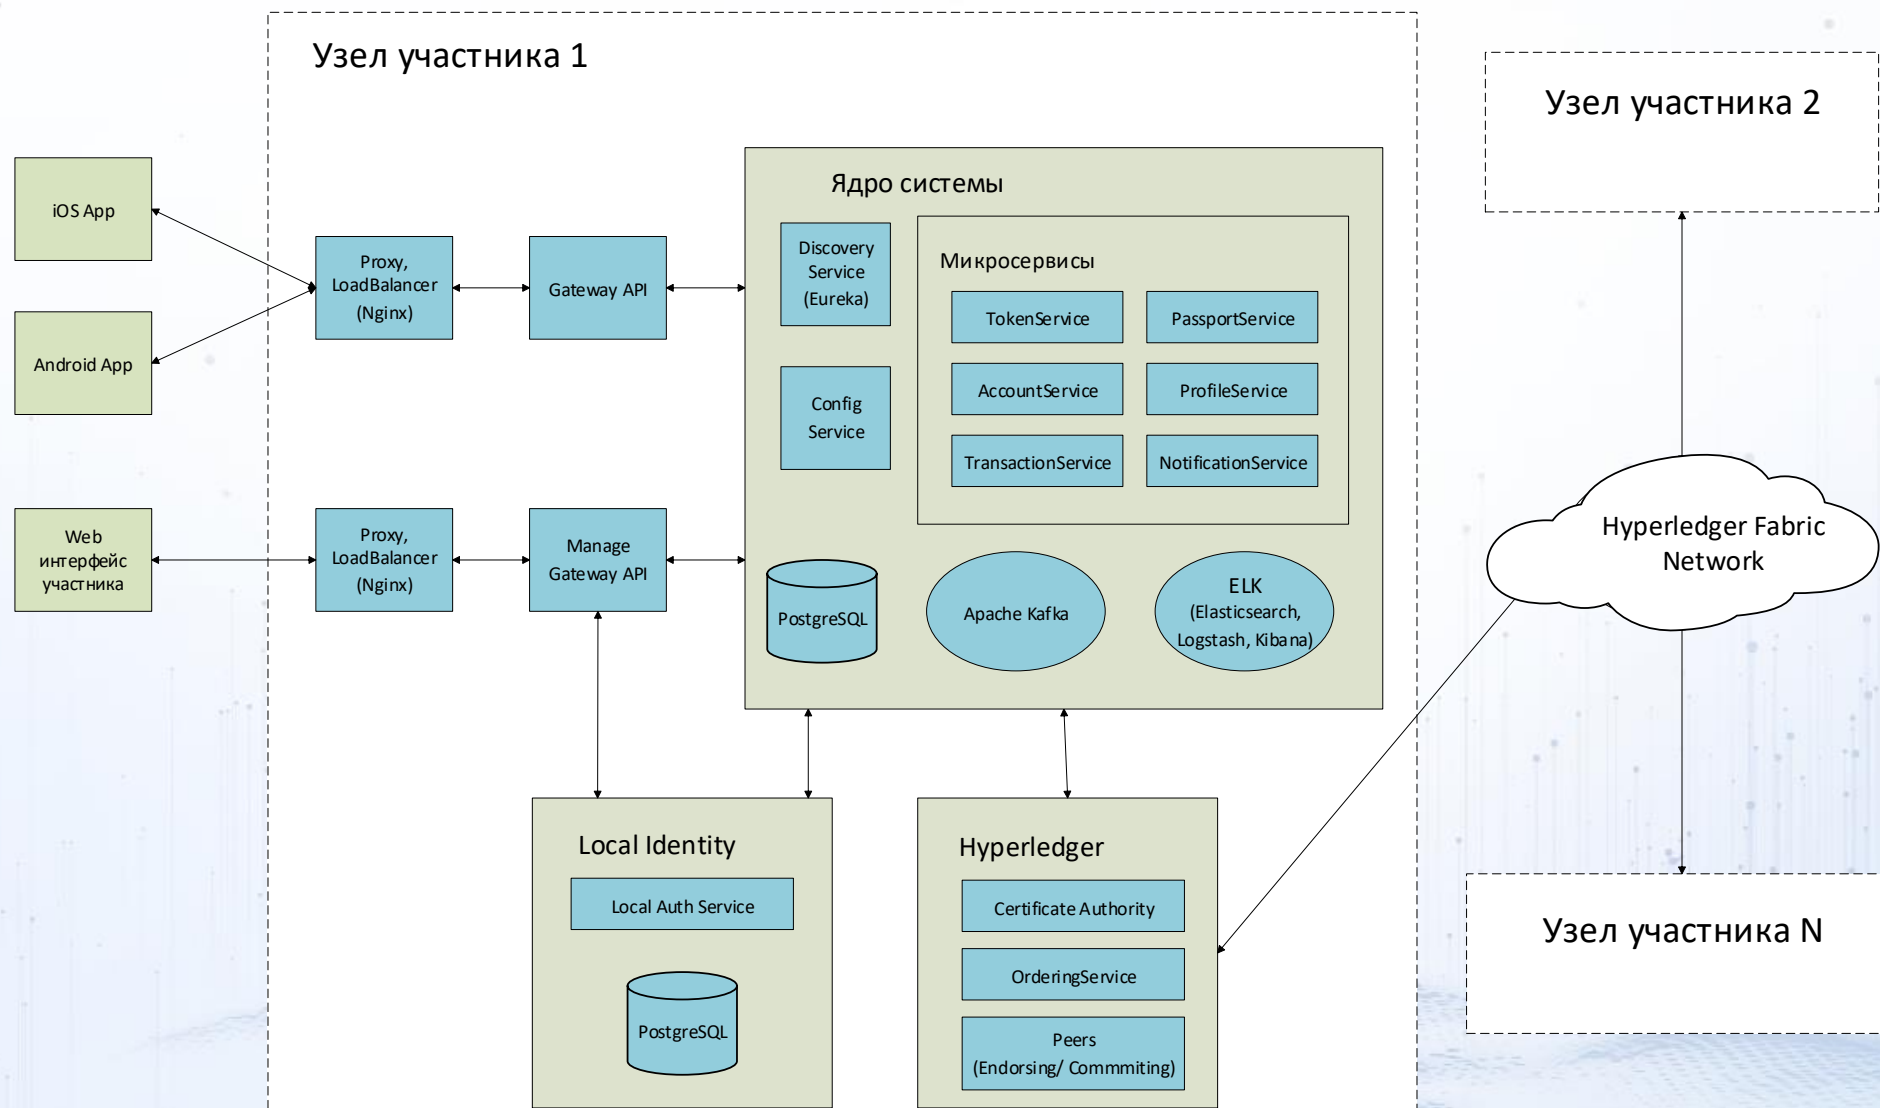 Узел участника 1
Узел участника 2
iOS App
Android App
Web
интерфейс
участника
Proxy,
LoadBalancer
(Nginx)
Gateway API
Proxy,
LoadBalancer
(Nginx)
Manage
Gateway API
Ядро системы
Discovery
Service
(Eureka)
Config
Service
Микросервисы
TokenService
PassportService
AccountService
ProfileService
TransactionService
NotificationService
PostgreSQL
Apache Kafka
ELK
(Elasticsearch,
Logstash, Kibana)
Hyperledger Fabric
Network
Local Identity
Local Auth Service
PostgreSQL
Hyperledger
Certificate Authority
OrderingService
Peers
(Endorsing/ Commmiting)
Узел участника N